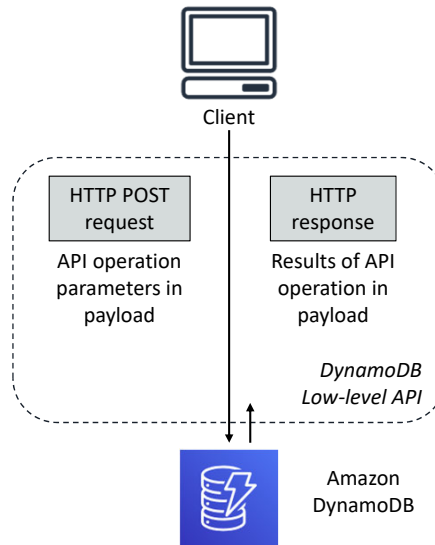 Client
HTTP POST
request
HTTP
response
API operation
parameters in
payload
Results of API
operation in
payload
DynamoDB
Low-level API
Amazon
DynamoDB